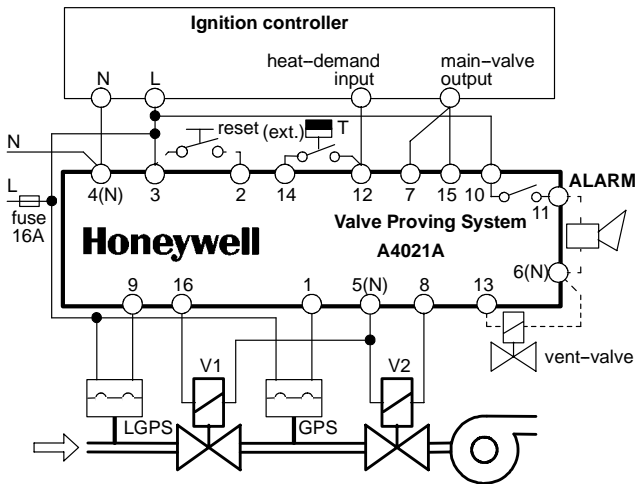 Ignition controller
N L heat-demand input main-valve output
reset (ext.) T
N
4(N) 3 2 14 12 7 15 10
ALARM
11
L
fuse
16A
Valve Proving System
Honeywell A4021A
6(N)
9 16 1 5(N) 8 13
V1 V2
vent-valve
LGPS GPS